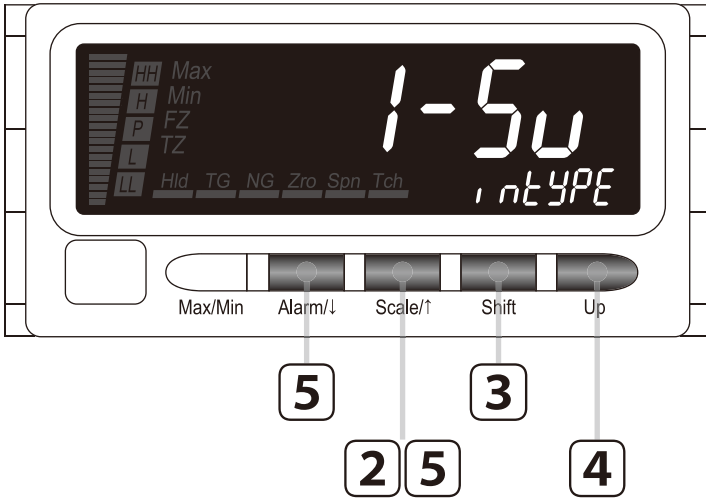 HH Max
H Min
P FZ
L TZ
LL Hld TG NG Zro Spn Tch
1-5v
intYPE
Max/Min Alarm/↓ Scale/↑ Shift Up
5 3
2 5 4